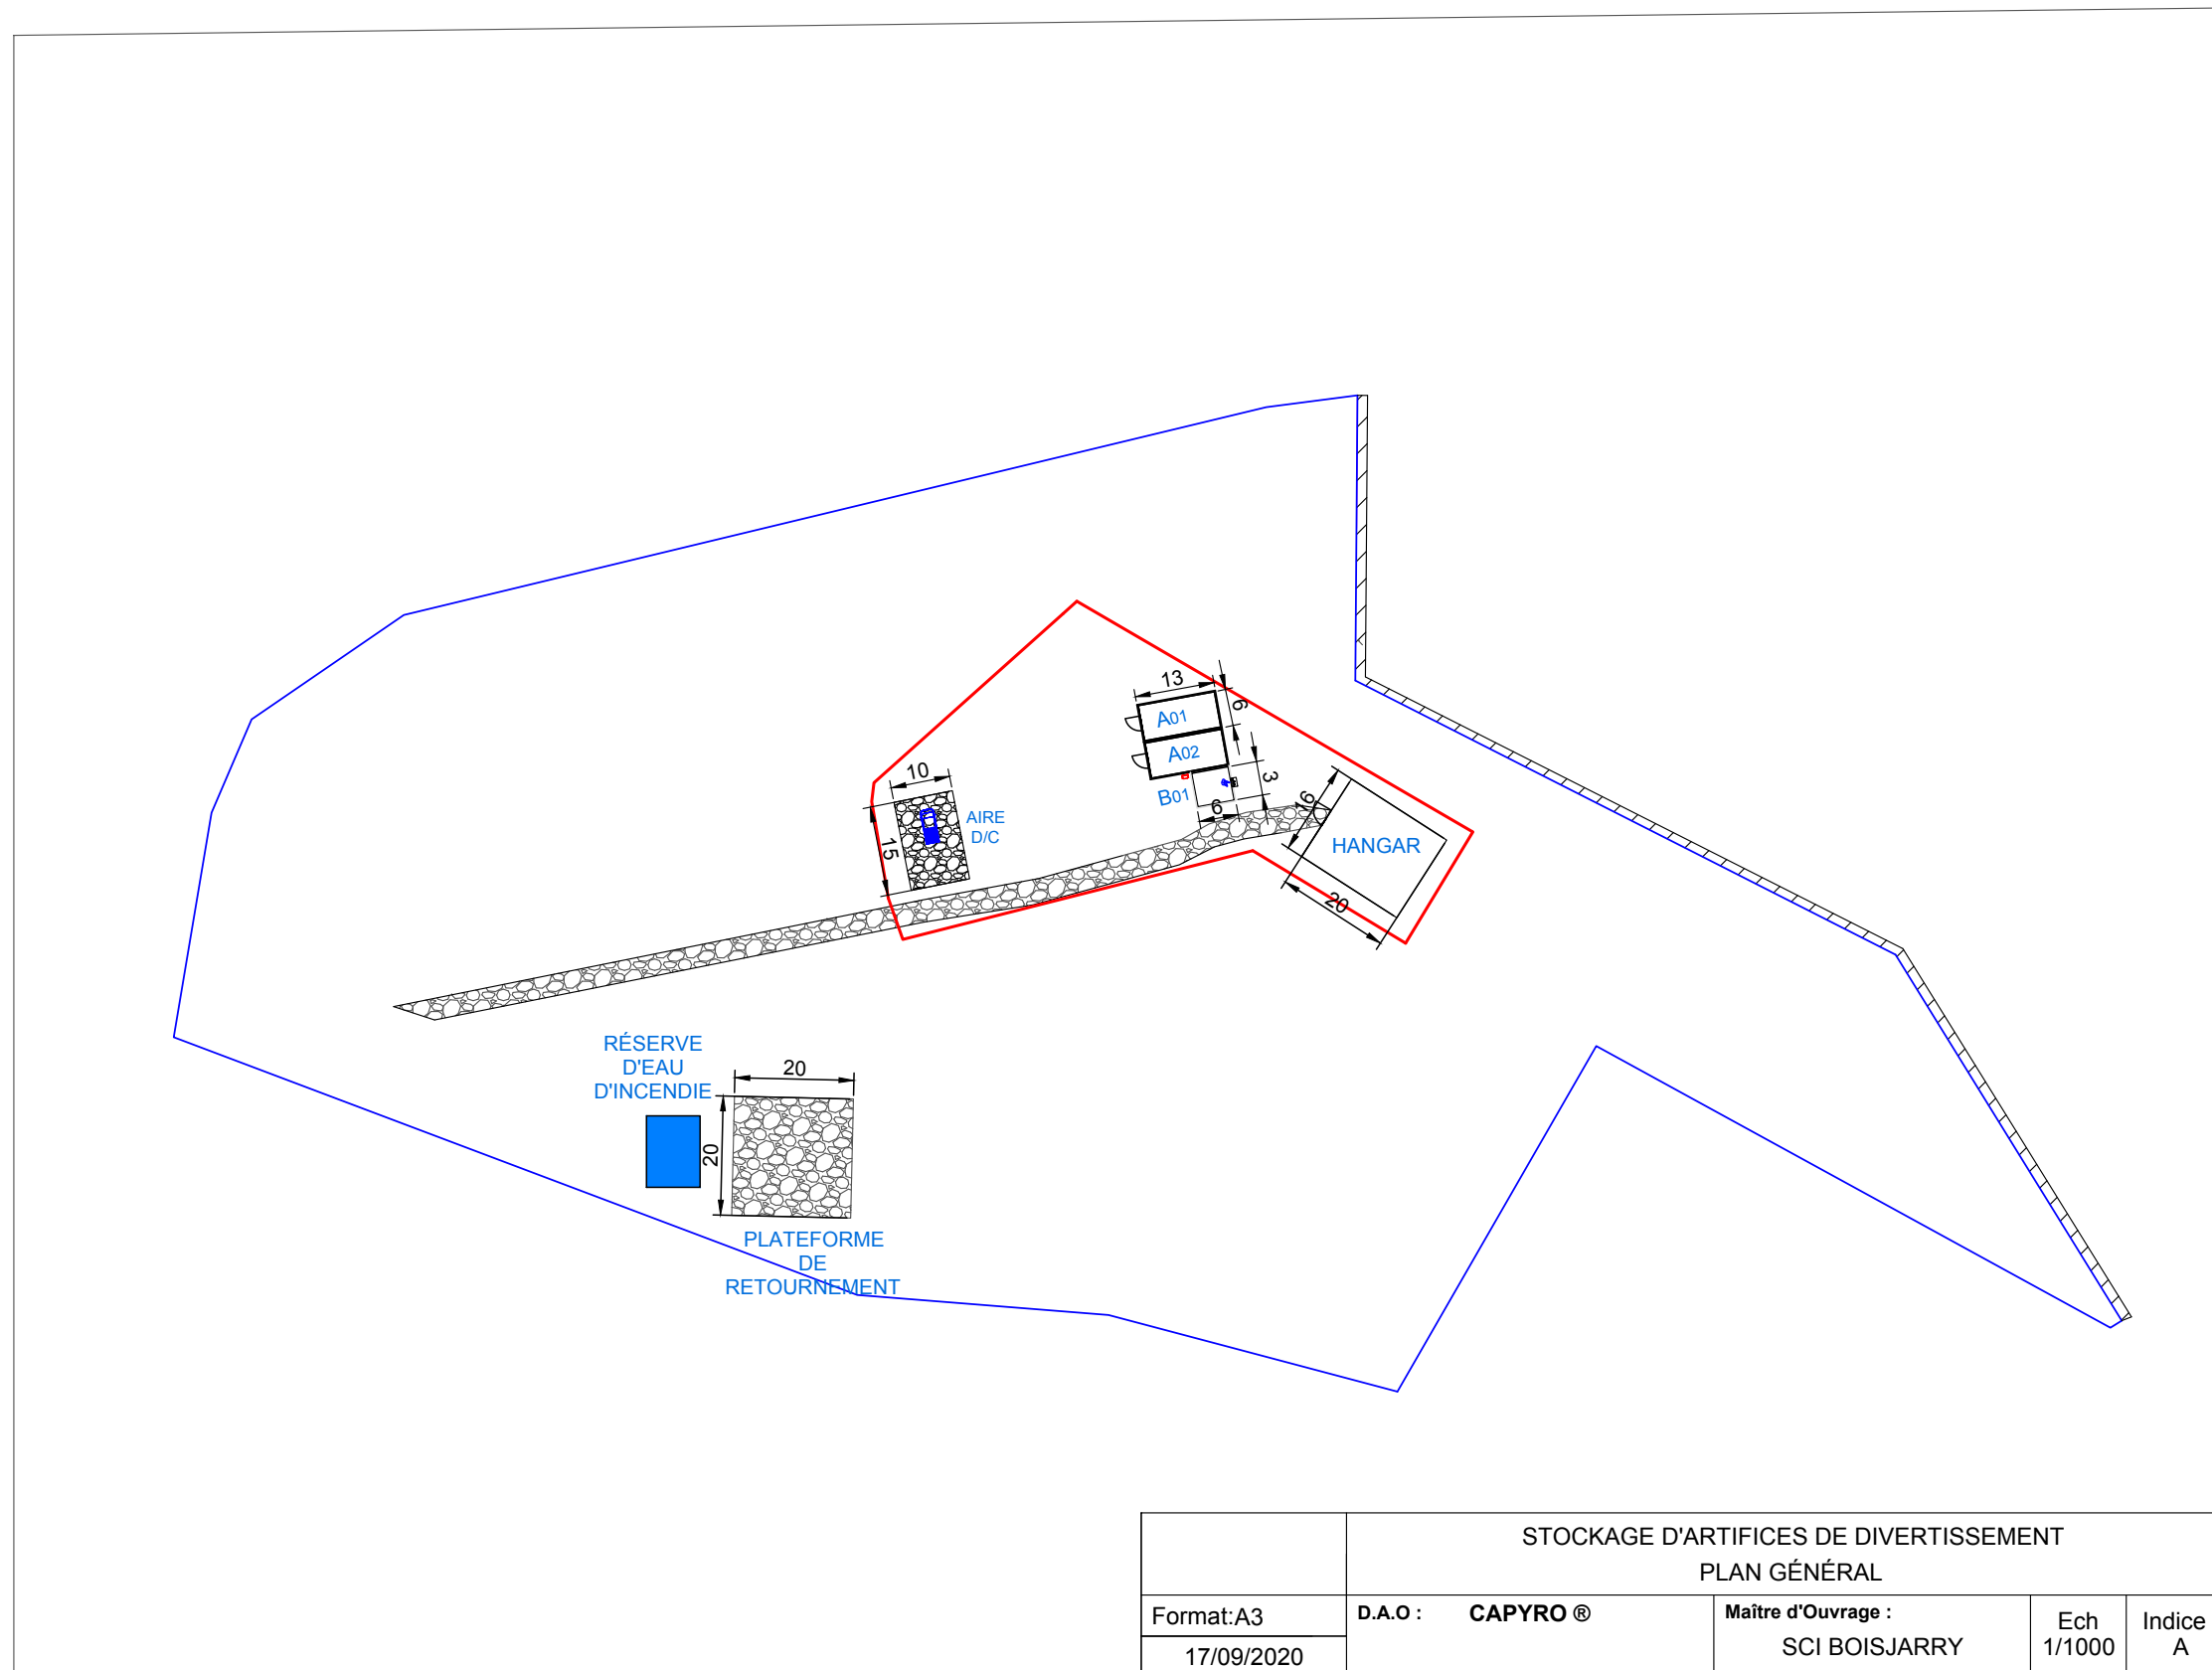 13
6
A01
A02
10
3
B01
6
16
AIRE
D/C
15
HANGAR
20
RÉSERVE
D'EAU
D'INCENDIE
20
20
PLATEFORME
DE
RETOURNEMENT
STOCKAGE D'ARTIFICES DE DIVERTISSEMENT
PLAN GÉNÉRAL
Format:A3
D.A.O : CAPYRO ®
Maître d'Ouvrage :
SCI BOISJARRY
Ech
1/1000
Indice
A
17/09/2020